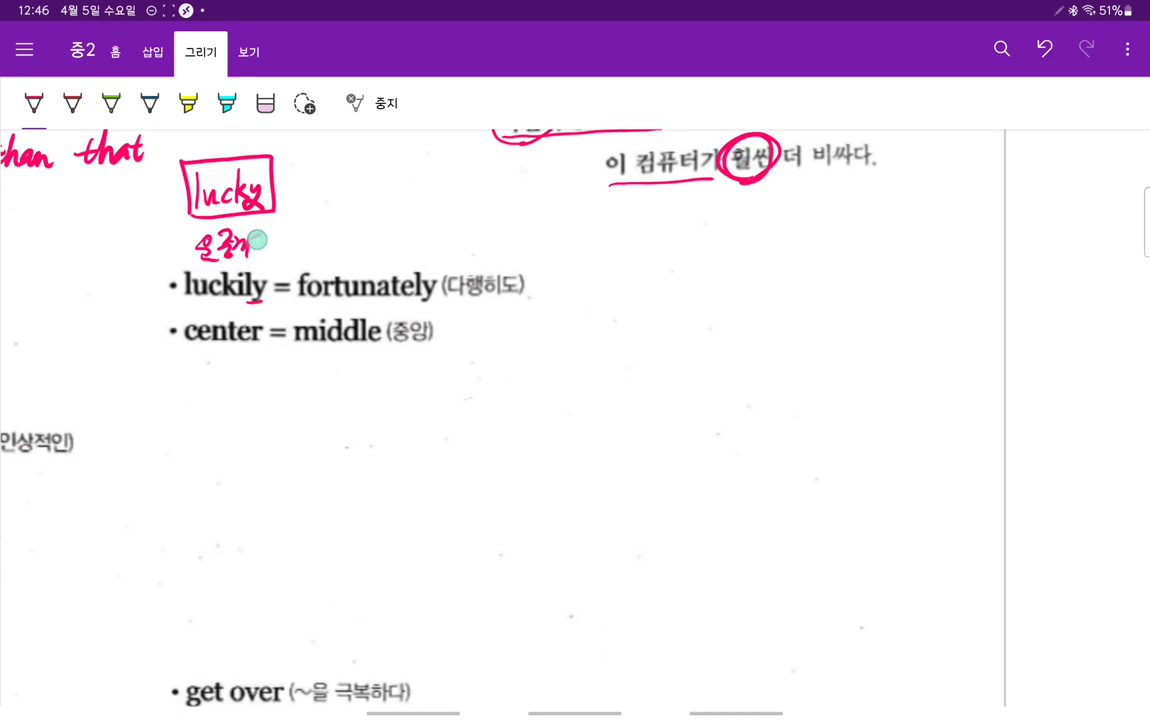 12:46 4월 5일 수요일 51%
중2 홈 삽입 그리기 보기
중지
than that
이 컴퓨터가 훨씬 더 비싸다.
lucky
• luckily = fortunately (다행히도)
• center = middle (중앙)
인상적인)
• get over (～을 극복하다)